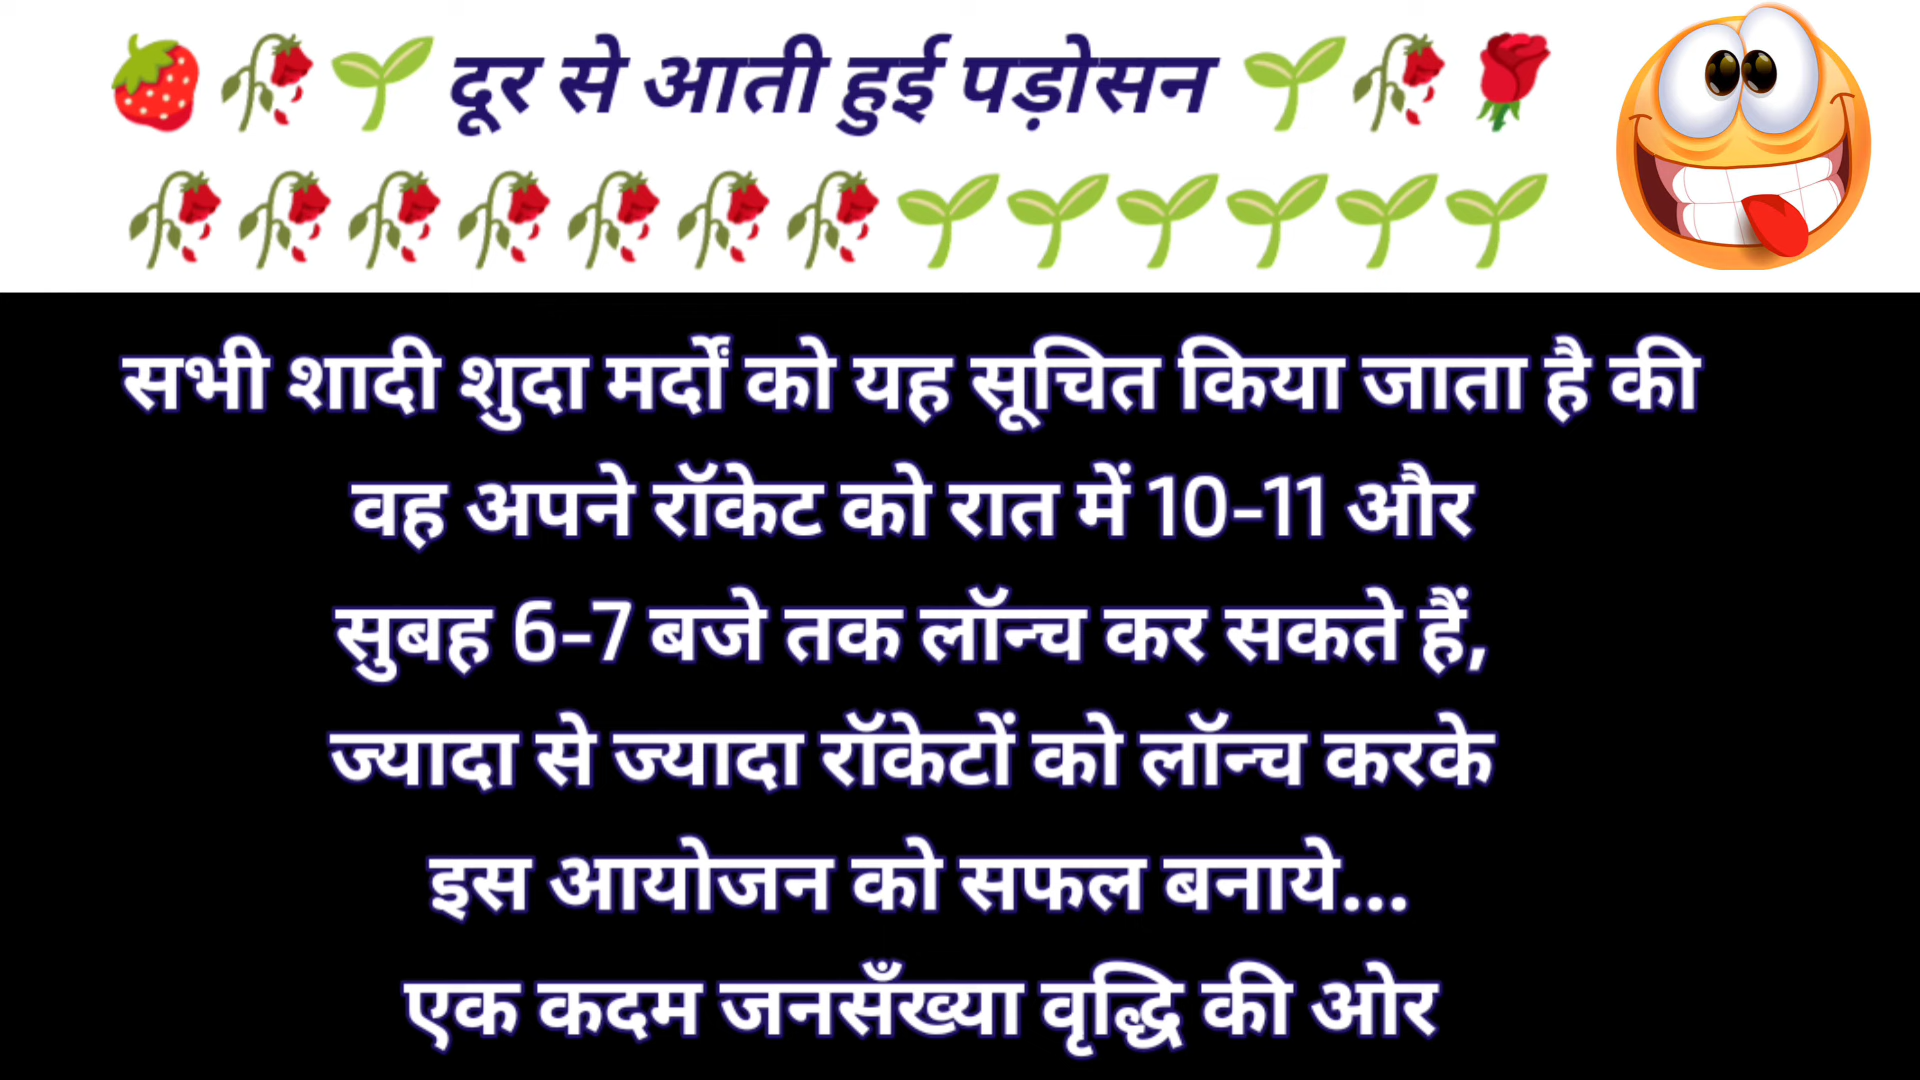 🍓🥀🌱 दूर से आती हुई पड़ोसन 🌱🥀🌹
🥀🥀🥀🥀🥀🥀🥀🌱🌱🌱🌱🌱🌱
सभी शादी शुदा मर्दों को यह सूचित किया जाता है की
वह अपने रॉकेट को रात में 10-11 और
सुबह 6-7 बजे तक लॉन्च कर सकते हैं,
ज्यादा से ज्यादा रॉकेटों को लॉन्च करके
इस आयोजन को सफल बनाये...
एक कदम जनसँख्या वृद्धि की ओर